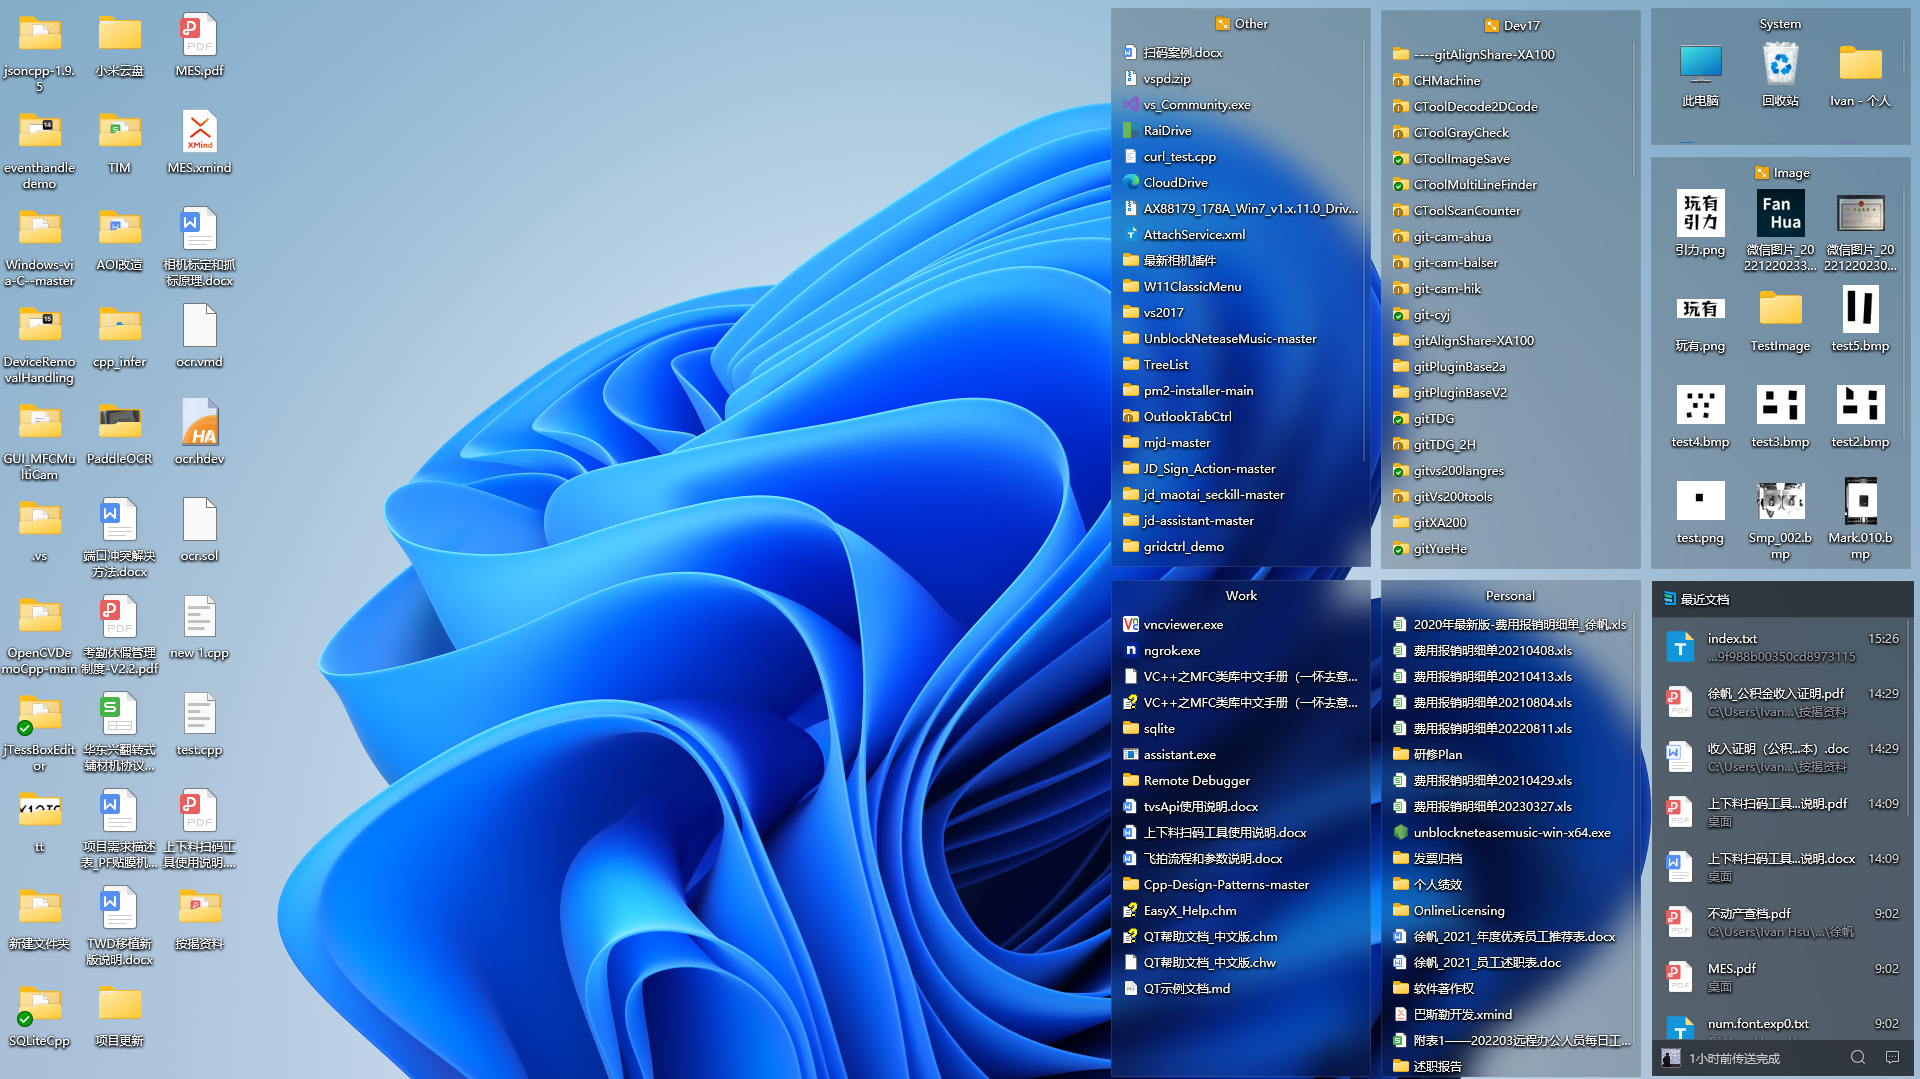 jsoncpp-1.9.
5
小米云盘
MES.pdf
eventhandle
demo
TIM
MES.xmind
Windows-vi
a-C--master
AOI改造
相机标定和抓
标原理.docx
DeviceRemo
valHandling
cpp_infer
ocr.vmd
GUI_MFCMu
ltiCam
PaddleOCR
ocr.hdev
.vs
端口冲突解决
方法.docx
ocr.sol
OpenCVDe
moCpp-main
考勤休假管理
制度-V2.2.pdf
new 1.cpp
jTessBoxEdit
or
华东兴翻转式
辅材机协议...
test.cpp
tt
项目需求描述
表_PF贴膜机...
上下料扫码工
具使用说明....
新建文件夹
TWD移植新
版说明.docx
按揭资料
SQLiteCpp
项目更新
Other
扫码案例.docx
vspd.zip
vs_Community.exe
RaiDrive
curl_test.cpp
CloudDrive
AX88179_178A_Win7_v1.x.11.0_Driv...
AttachService.xml
最新相机插件
W11ClassicMenu
vs2017
UnblockNeteaseMusic-master
TreeList
pm2-installer-main
OutlookTabCtrl
mjd-master
JD_Sign_Action-master
jd_maotai_seckill-master
jd-assistant-master
gridctrl_demo
Dev17
----gitAlignShare-XA100
CHMachine
CToolDecode2DCode
CToolGrayCheck
CToolImageSave
CToolMultiLineFinder
CToolScanCounter
git-cam-ahua
git-cam-balser
git-cam-hik
git-cyj
gitAlignShare-XA100
gitPluginBase2a
gitPluginBaseV2
gitTDG
gitTDG_2H
gitvs200langres
gitVs200tools
gitXA200
gitYueHe
System
此电脑
回收站
Ivan - 个人
Image
玩有
引力
Fan
Hua
引力.png
微信图片_20
221220233...
微信图片_20
221220230...
玩有
玩有.png
TestImage
test5.bmp
test4.bmp
test3.bmp
test2.bmp
test.png
Smp_002.b
mp
Mark.010.b
mp
Work
vncviewer.exe
ngrok.exe
VC++之MFC类库中文手册（一怀去意...
VC++之MFC类库中文手册（一怀去意...
sqlite
assistant.exe
Remote Debugger
tvsApi使用说明.docx
上下料扫码工具使用说明.docx
飞拍流程和参数说明.docx
Cpp-Design-Patterns-master
EasyX_Help.chm
QT帮助文档_中文版.chm
QT帮助文档_中文版.chw
QT示例文档.md
Personal
2020年最新版-费用报销明细单_徐帆.xls
费用报销明细单20210408.xls
费用报销明细单20210413.xls
费用报销明细单20210804.xls
费用报销明细单20220811.xls
研修Plan
费用报销明细单20210429.xls
费用报销明细单20230327.xls
unblockneteasemusic-win-x64.exe
发票归档
个人绩效
OnlineLicensing
徐帆_2021_年度优秀员工推荐表.docx
徐帆_2021_员工述职表.doc
软件著作权
巴斯勒开发.xmind
附表1——202203远程办公人员每日工...
述职报告
最近文档
index.txt 15:26
...9f988b00350cd8973115
徐帆_公积金收入证明.pdf 14:29
C:\Users\Ivan...\按揭资料
收入证明（公积...本）.doc 14:29
C:\Users\Ivan...\按揭资料
上下料扫码工具...说明.pdf 14:09
桌面
上下料扫码工具...说明.docx 14:09
桌面
不动产查档.pdf 9:02
C:\Users\Ivan Hsu\...\徐帆
MES.pdf 9:02
桌面
num.font.exp0.txt 9:02
1小时前传送完成